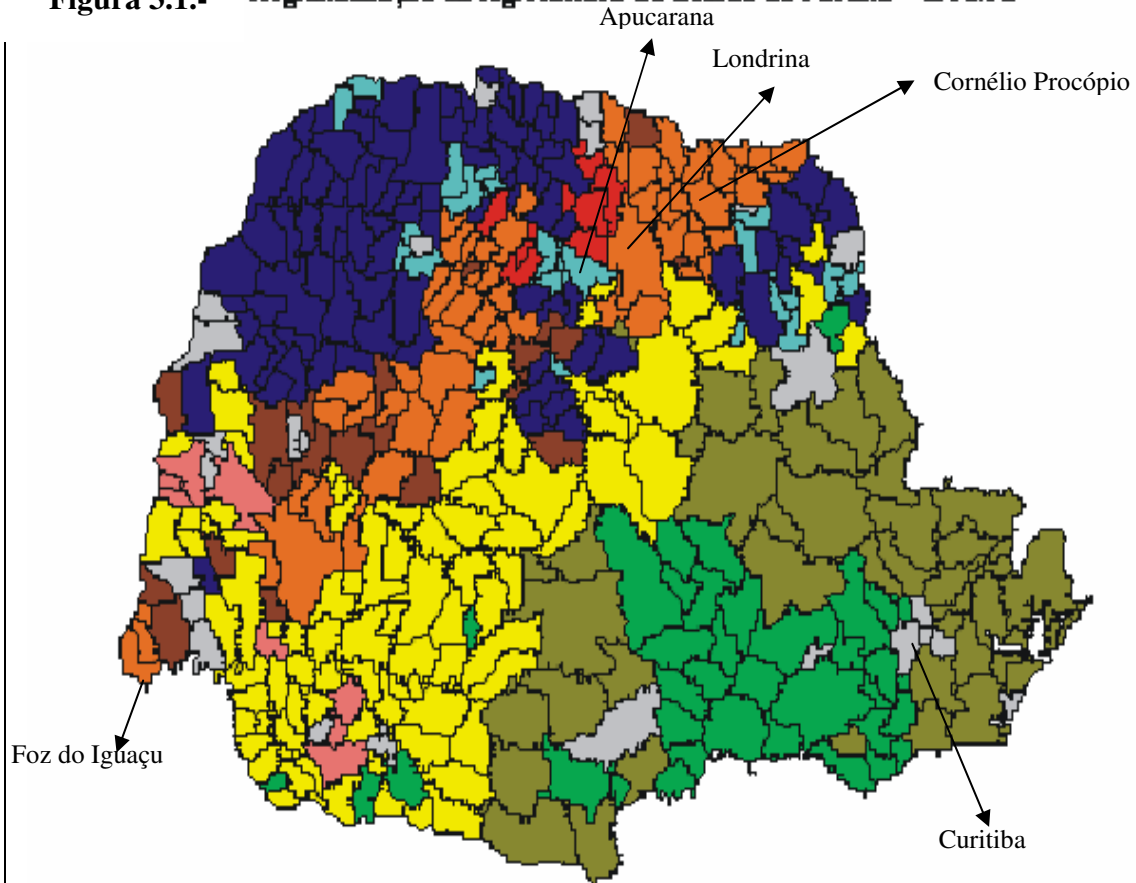 Figura 3.1.-
Apucarana
Londrina
Cornélio Procópio
Foz do Iguaçu
Curitiba